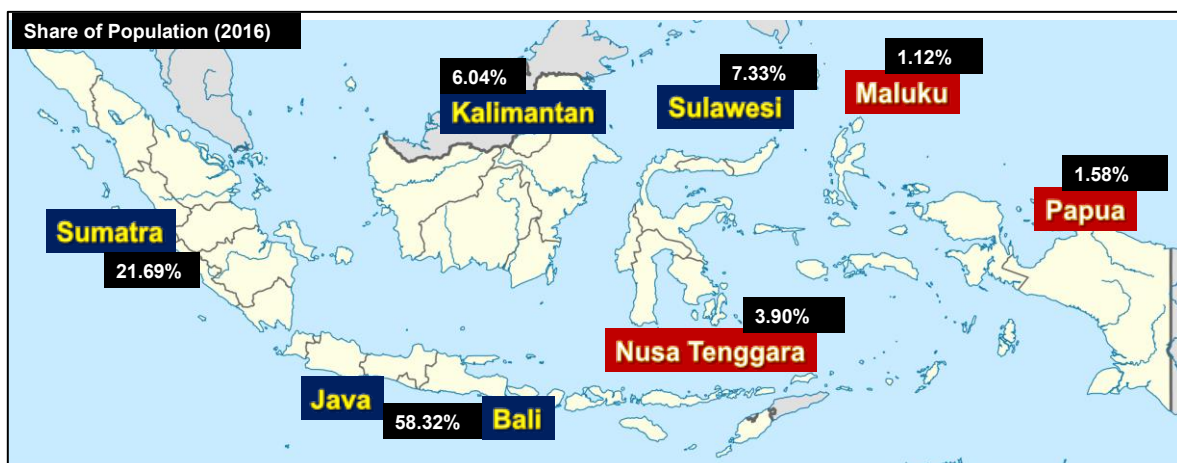 Share of Population (2016)
1.12%
6.04%
7.33%
Maluku
Kalimantan
Sulawesi
1.58%
Papua
Sumatra
21.69%
3.90%
Nusa Tenggara
Java
58.32%
Bali